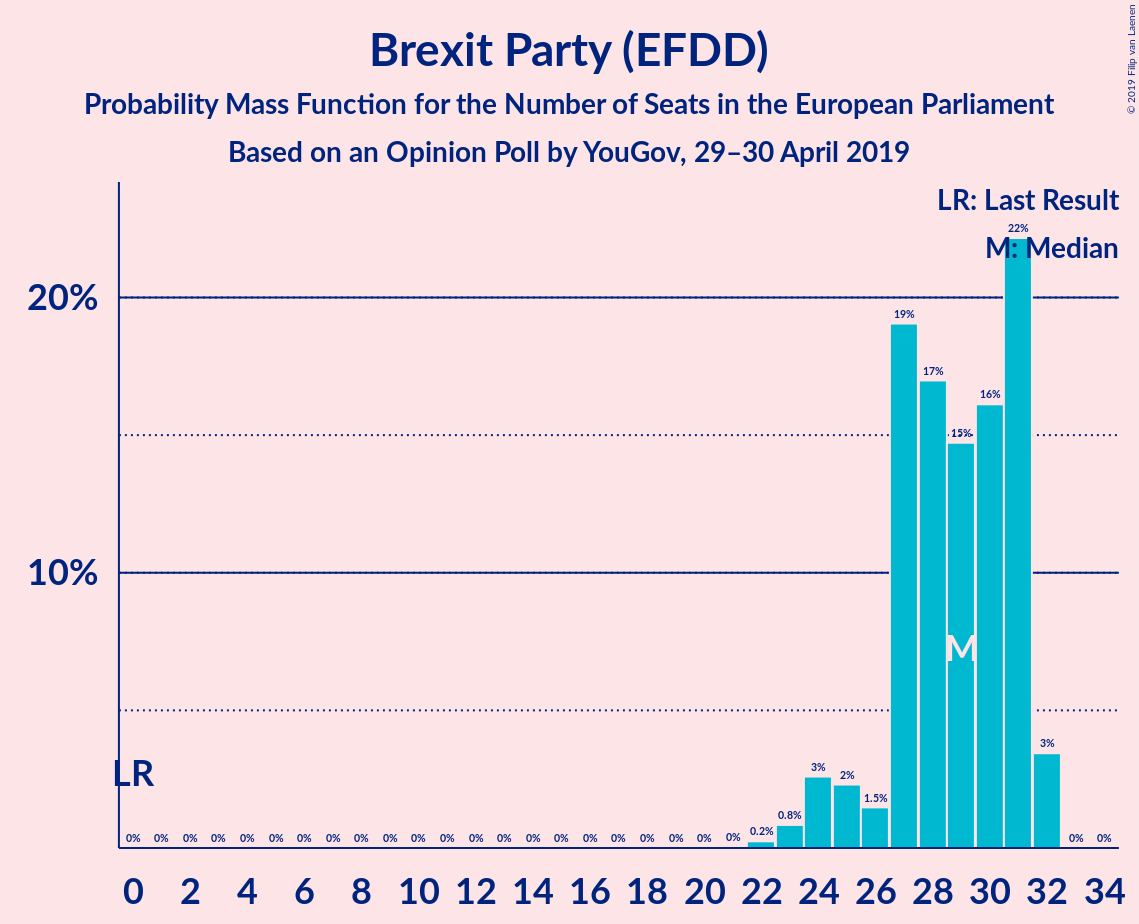 Brexit Party (EFDD)
Probability Mass Function for the Number of Seats in the European Parliament
Based on an Opinion Poll by YouGov, 29–30 April 2019
© 2019 Filip van Laenen
LR: Last Result
M: Median
20%
10%
22%
19%
17%
16%
15%
M
LR
3%
3%
2%
1.5%
0.8%
0.2%
0% 0% 0% 0% 0% 0% 0% 0% 0% 0% 0% 0% 0% 0% 0% 0% 0% 0% 0% 0% 0% 0% 0% 0%
0 2 4 6 8 10 12 14 16 18 20 22 24 26 28 30 32 34